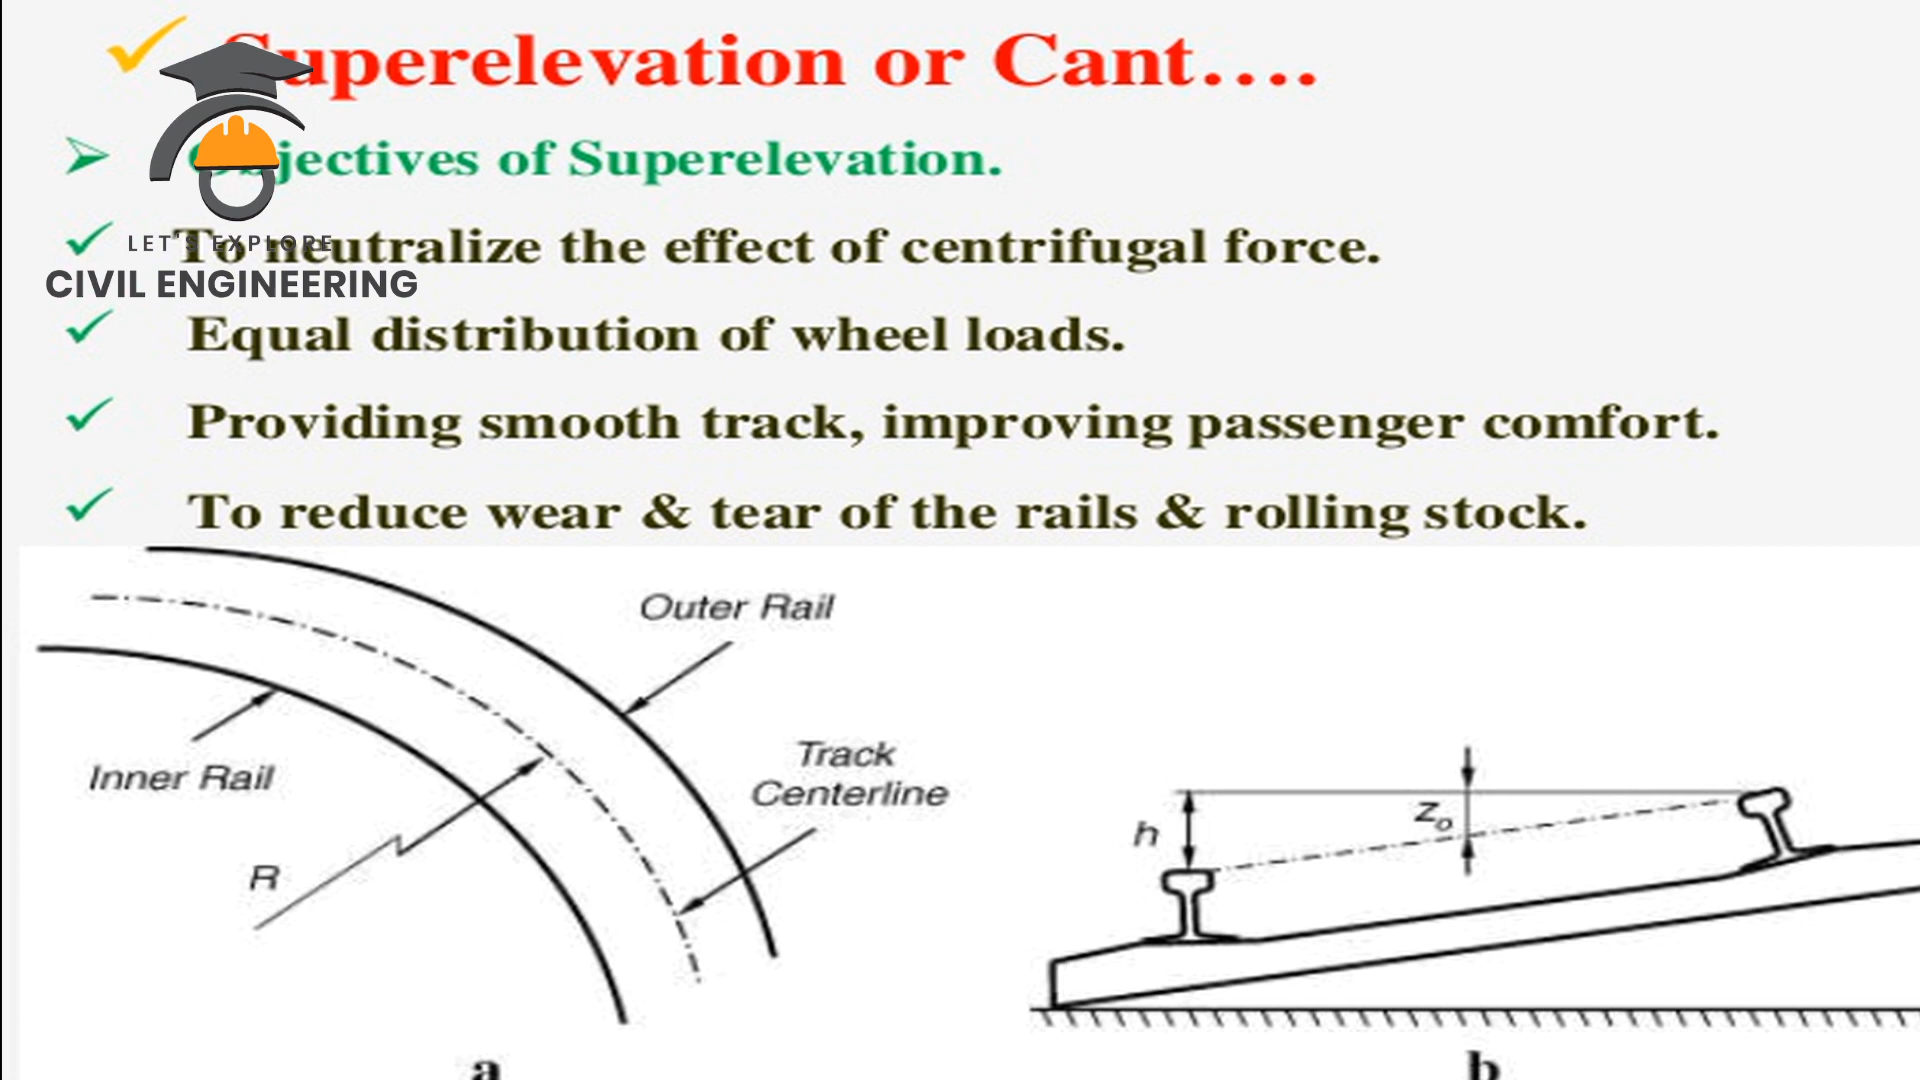 Superelevation or Cant....
Objectives of Superelevation.
LET'S EXPLORE
To neutralize the effect of centrifugal force.
CIVIL ENGINEERING
Equal distribution of wheel loads.
Providing smooth track, improving passenger comfort.
To reduce wear & tear of the rails & rolling stock.
Outer Rail
Track
Centerline
Inner Rail
R
h
Zo
a
b